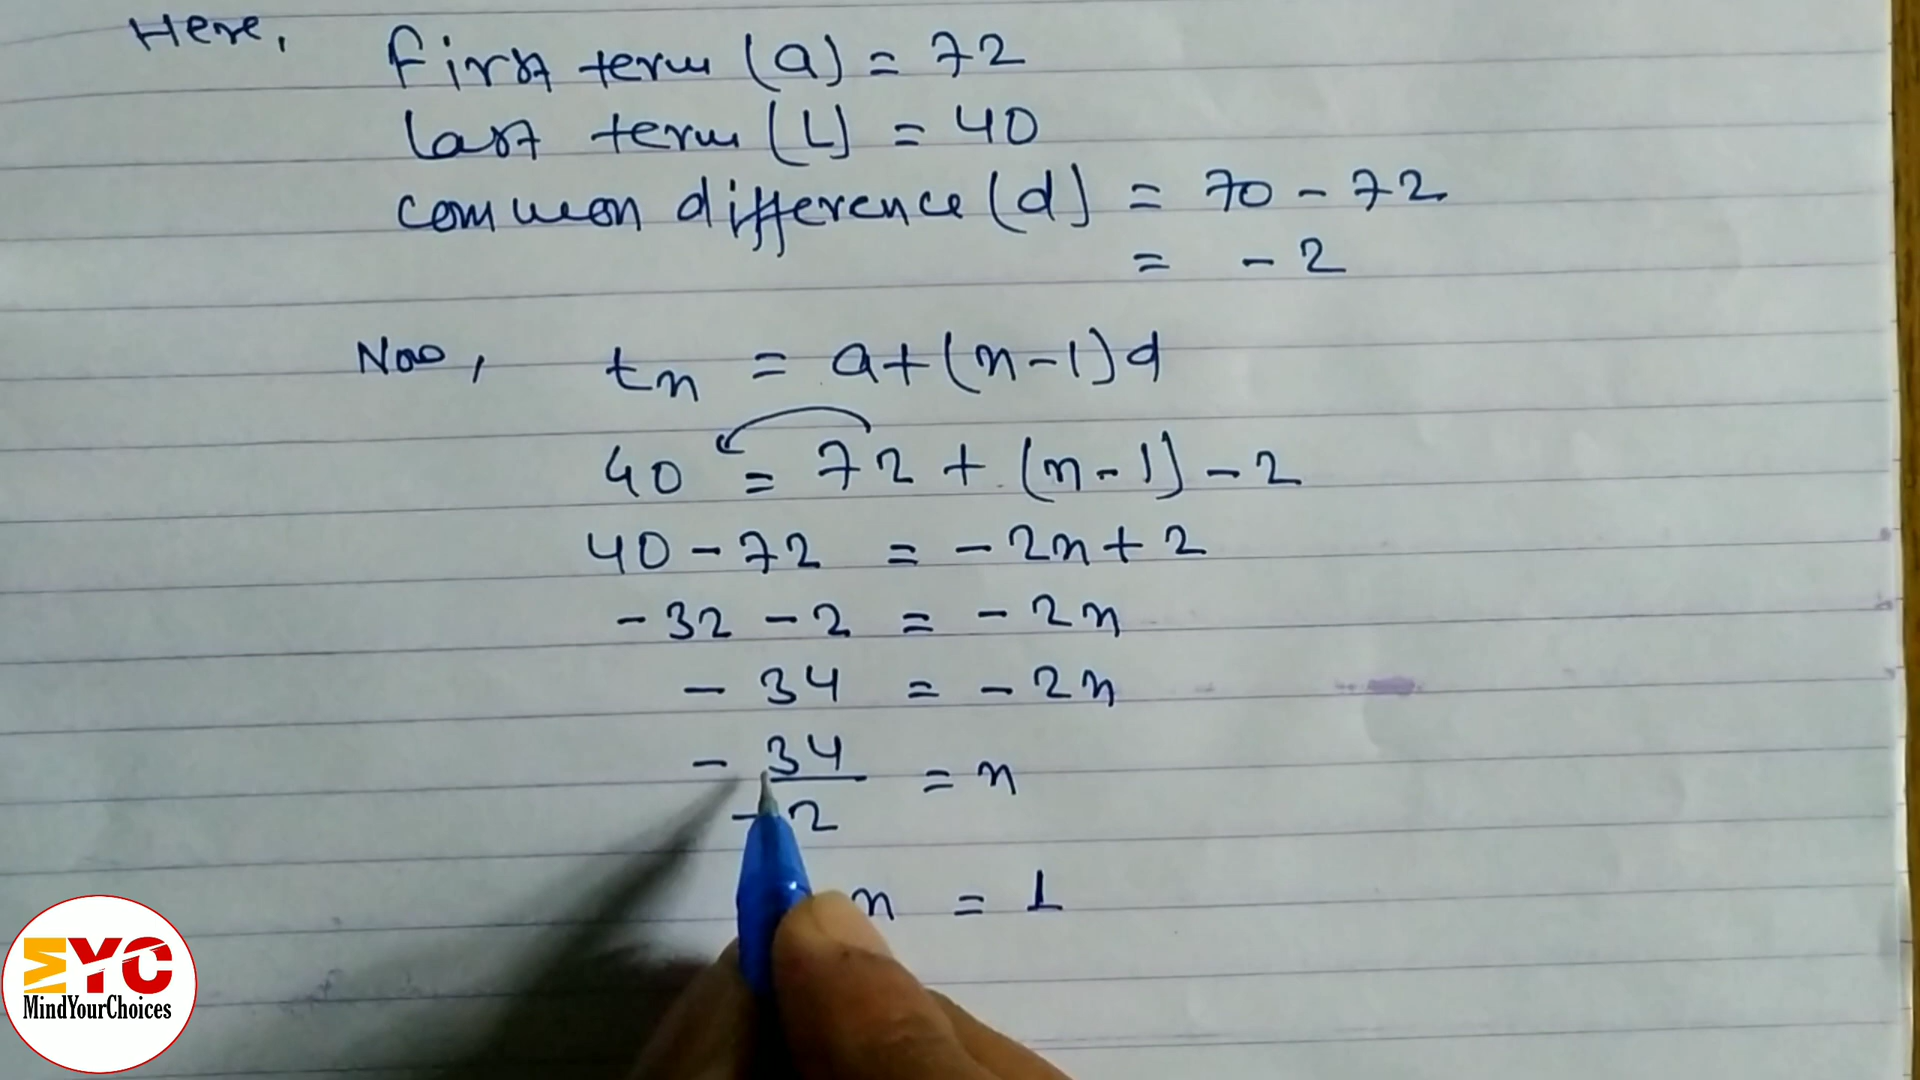 Here,
First term (a) = 72
last term (L) = 40
common difference (d) = 70 - 72
= - 2
Now, tn = a+(n-1)d
40 = 72 + (n-1) - 2
40 - 72 = - 2n + 2
- 32 - 2 = - 2n
- 34 = - 2n
- 34 / - 2 = n
n = 1
MYC
MindYourChoices